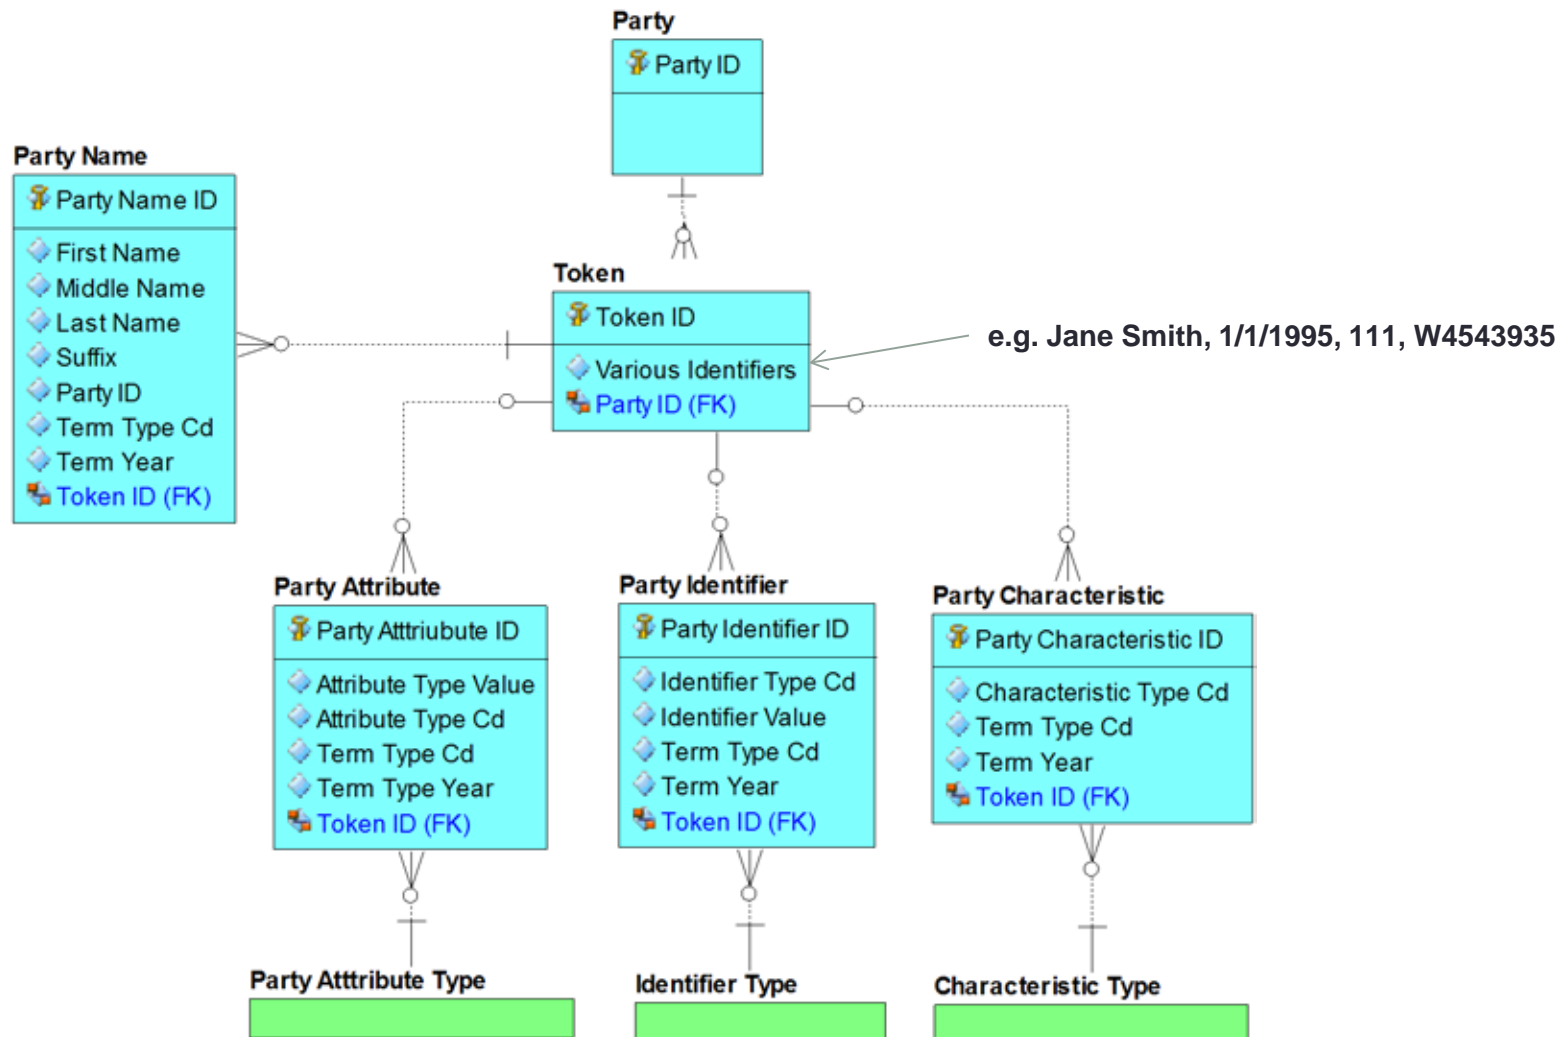 Party
Party ID
Party Name
Party Name ID
First Name
Middle Name
Last Name
Suffix
Party ID
Term Type Cd
Term Year
Token ID (FK)
Token
Token ID
Various Identifiers
Party ID (FK)
e.g. Jane Smith, 1/1/1995, 111, W4543935
Party Attribute
Party Atttriubute ID
Attribute Type Value
Attribute Type Cd
Term Type Cd
Term Type Year
Token ID (FK)
Party Identifier
Party Identifier ID
Identifier Type Cd
Identifier Value
Term Type Cd
Term Year
Token ID (FK)
Party Characteristic
Party Characteristic ID
Characteristic Type Cd
Term Type Cd
Term Year
Token ID (FK)
Party Atttribute Type
Identifier Type
Characteristic Type